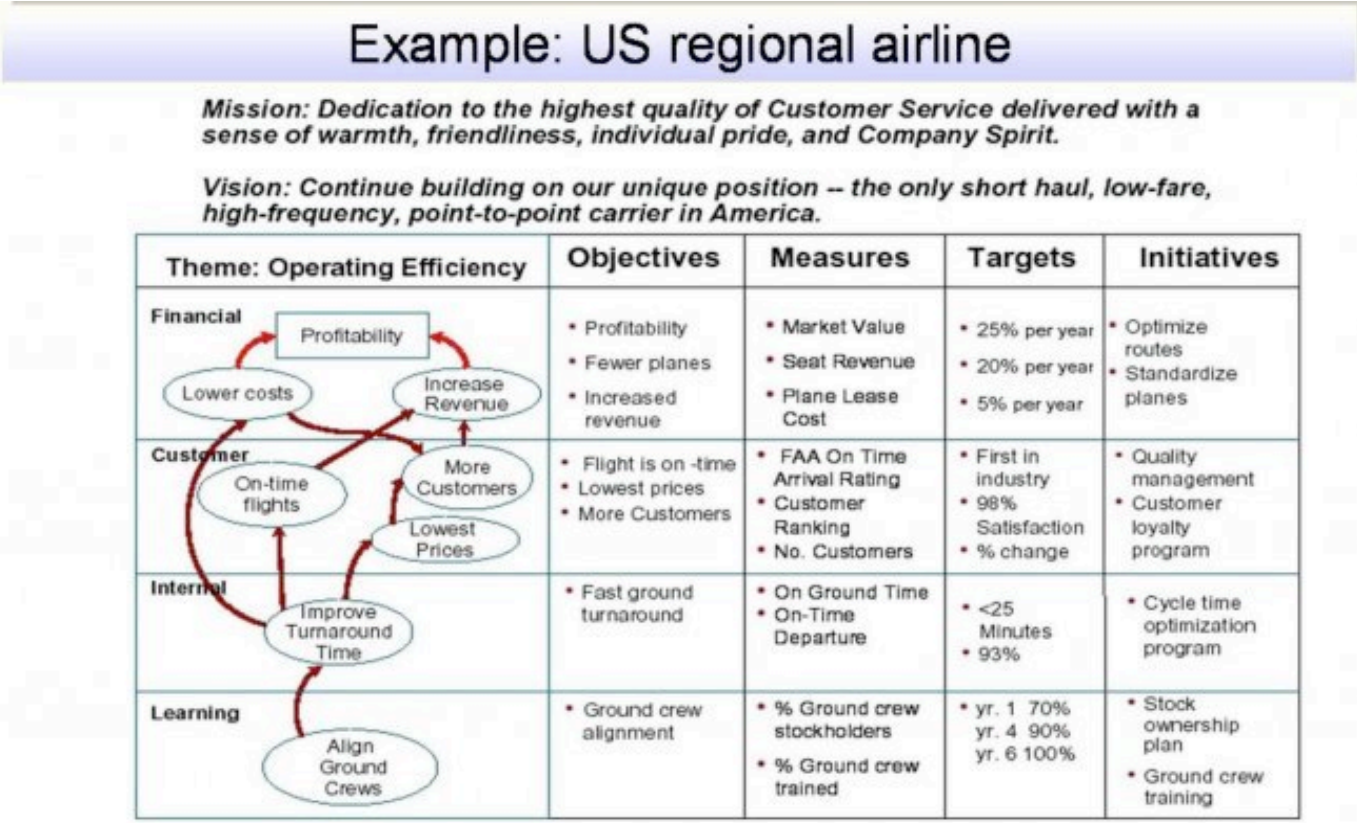 Example: US regional airline
Mission: Dedication to the highest quality of Customer Service delivered with a
sense of warmth, friendliness, individual pride, and Company Spirit.
Vision: Continue building on our unique position -- the only short haul, low-fare,
high-frequency, point-to-point carrier in America.
Theme: Operating Efficiency
Objectives
Measures
Targets
Initiatives
Financial
Profitability
Lower costs
Increase
Revenue
• Profitability
• Fewer planes
• Increased
revenue
• Market Value
• Seat Revenue
• Plane Lease
Cost
• 25% per year
• 20% per year
• 5% per year
• Optimize
routes
• Standardize
planes
Customer
On-time
flights
More
Customers
Lowest
Prices
• Flight is on -time
• Lowest prices
• More Customers
• FAA On Time
Arrival Rating
• Customer
Ranking
• No. Customers
• First in
industry
• 98%
Satisfaction
• % change
• Quality
management
• Customer
loyalty
program
Internal
Improve
Turnaround
Time
• Fast ground
turnaround
• On Ground Time
• On-Time
Departure
• <25
Minutes
• 93%
• Cycle time
optimization
program
Learning
Align
Ground
Crews
• Ground crew
alignment
• % Ground crew
stockholders
• % Ground crew
trained
• yr. 1 70%
yr. 4 90%
yr. 6 100%
• Stock
ownership
plan
• Ground crew
training